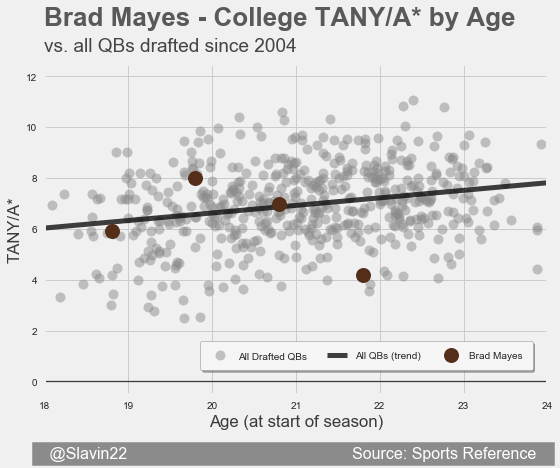 Brad Mayes - College TANY/A* by Age
vs. all QBs drafted since 2004
TANY/A*
12
10
8
6
4
2
0
All Drafted QBs
All QBs (trend)
Brad Mayes
18 19 20 21 22 23 24
Age (at start of season)
@Slavin22 Source: Sports Reference